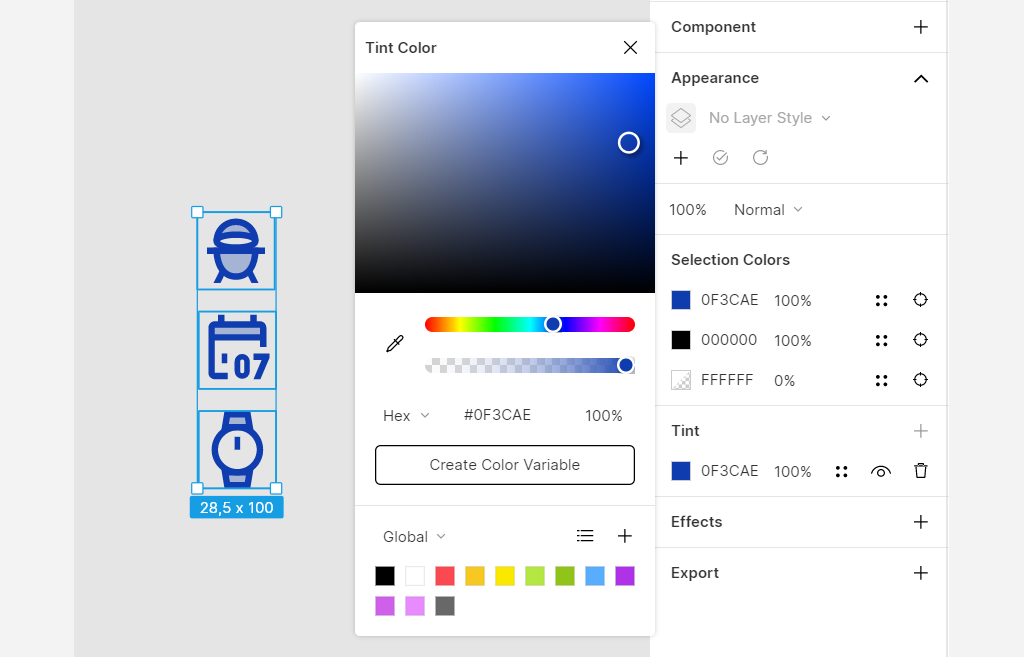 07
28,5 x 100
Tint Color
Hex
#0F3CAE
100%
Create Color Variable
Global
Component
Appearance
No Layer Style
100%
Normal
Selection Colors
0F3CAE 100%
000000 100%
FFFFFF 0%
Tint
0F3CAE 100%
Effects
Export